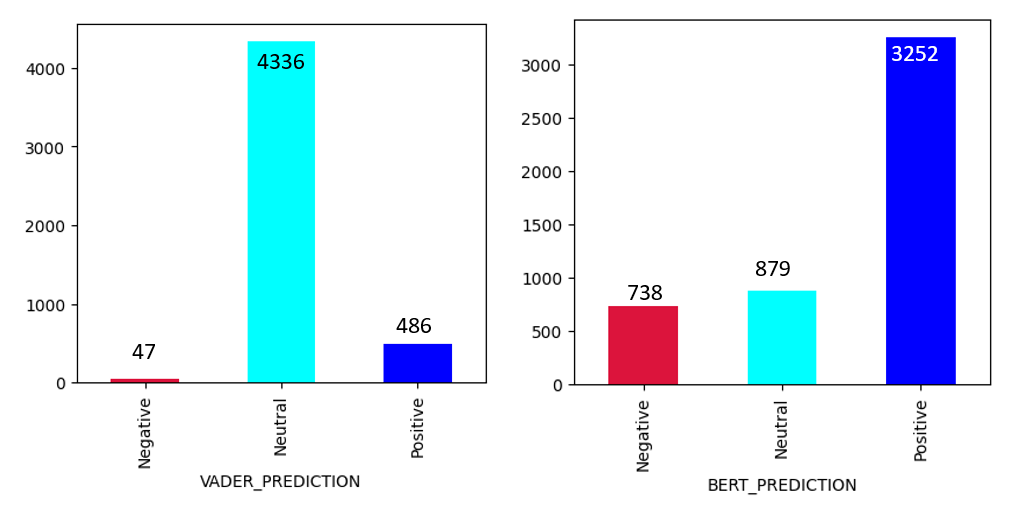 4000
3000
2000
1000
0
47
4336
486
Negative
Neutral
Positive
VADER_PREDICTION
3000
2500
2000
1500
1000
500
0
738
879
3252
Negative
Neutral
Positive
BERT_PREDICTION